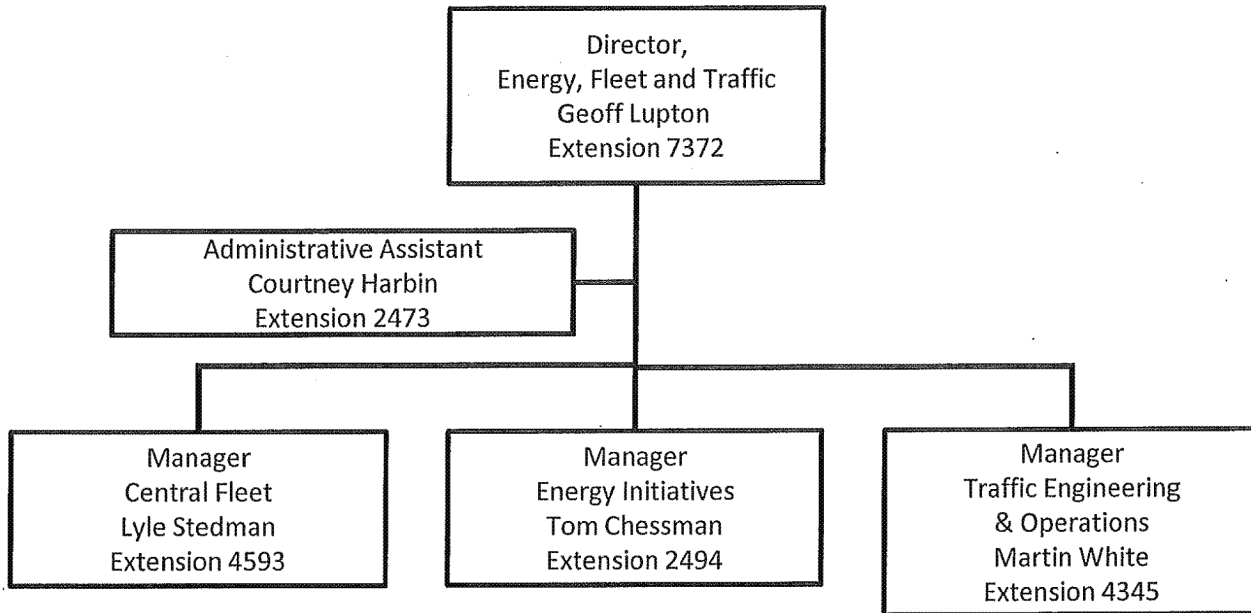 Director,
Energy, Fleet and Traffic
Geoff Lupton
Extension 7372
Administrative Assistant
Courtney Harbin
Extension 2473
Manager
Central Fleet
Lyle Stedman
Extension 4593
Manager
Energy Initiatives
Tom Chessman
Extension 2494
Manager
Traffic Engineering
& Operations
Martin White
Extension 4345